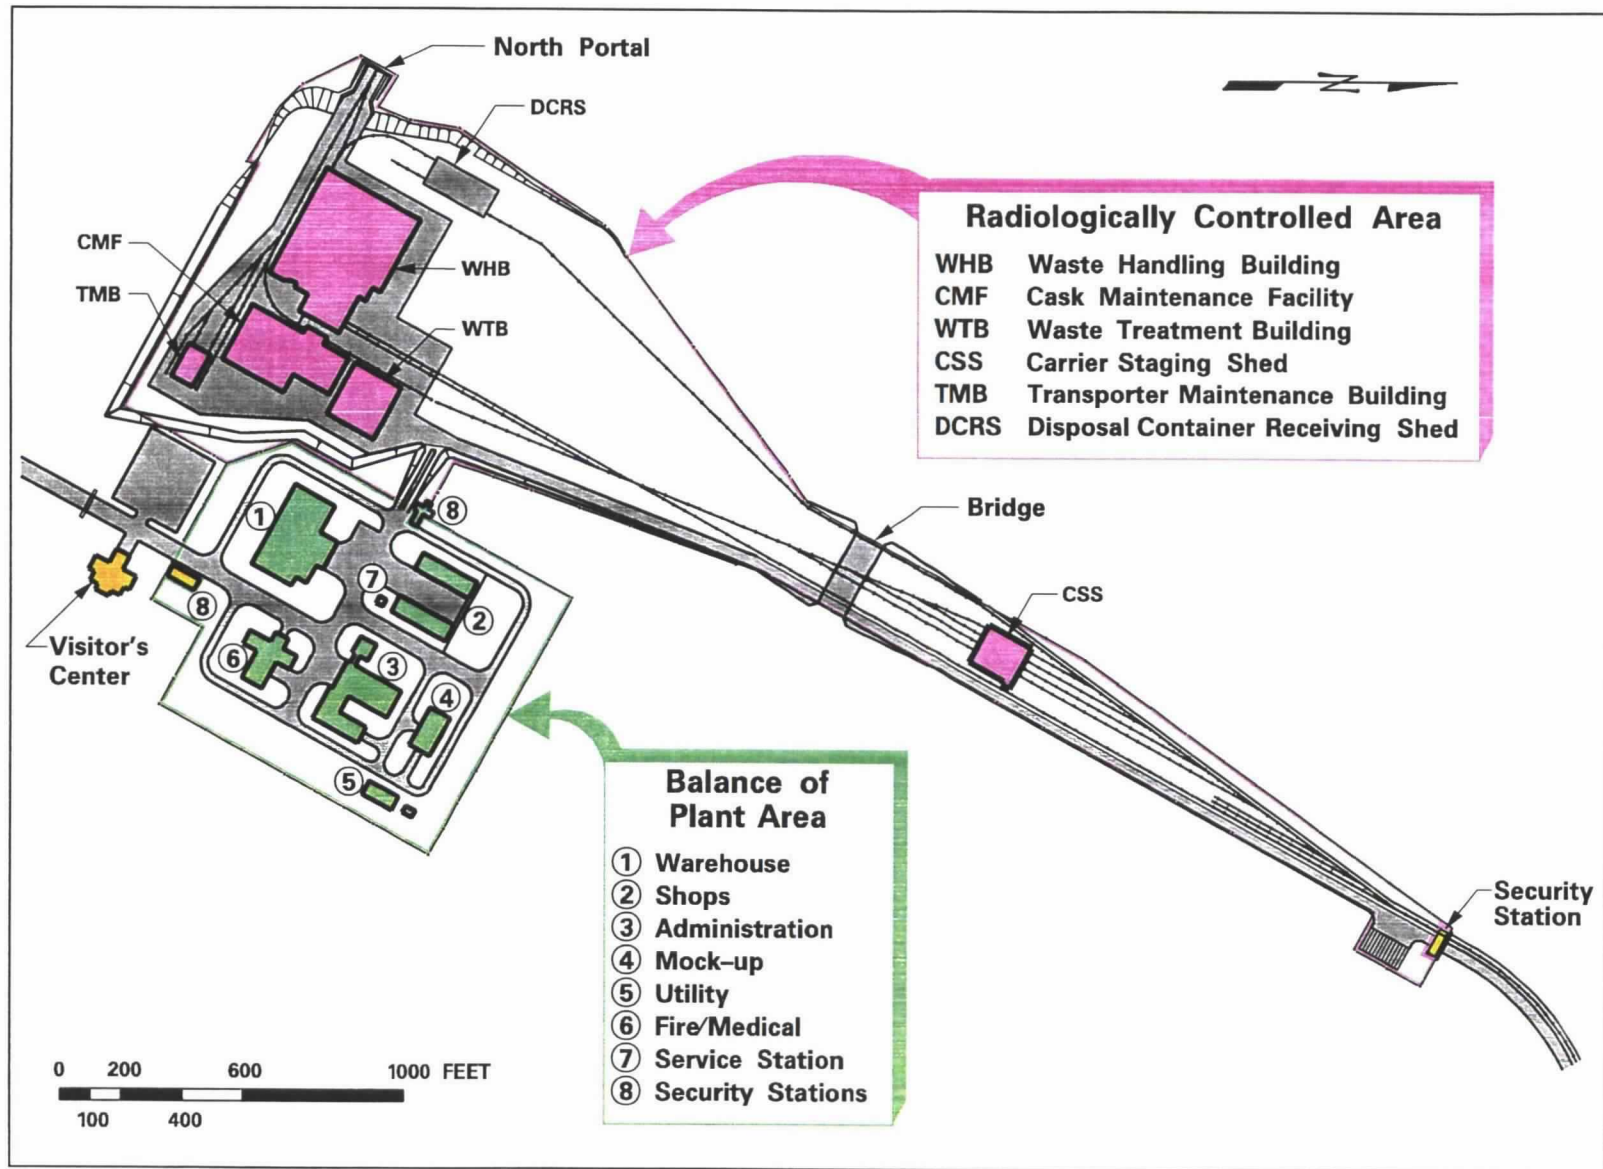 North Portal
N
DCRS
Radiologically Controlled Area
WHB Waste Handling Building
CMF Cask Maintenance Facility
WTB Waste Treatment Building
CSS Carrier Staging Shed
TMB Transporter Maintenance Building
DCRS Disposal Container Receiving Shed
CMF
WHB
TMB
WTB
Bridge
1
8
7
2
CSS
8
Visitor's
Center
6
3
4
5
Balance of
Plant Area
1 Warehouse
2 Shops
3 Administration
4 Mock–up
5 Utility
6 Fire/Medical
7 Service Station
8 Security Stations
Security
Station
0 200 600 1000 FEET
100 400